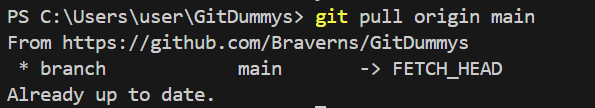 PS C:\Users\user\GitDummys> git pull origin main
From https://github.com/Braverns/GitDummys
 * branch            main       -> FETCH_HEAD
Already up to date.